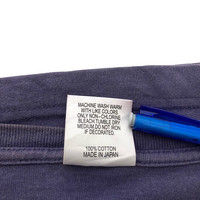 MACHINE WASH WARM
WITH LIKE COLORS
ONLY NON - CHLORINE
BLEACH TUMBLE DRY
MEDIUM.DO NOT IRON
IF DECORATED.
100% COTTON
MADE IN JAPAN